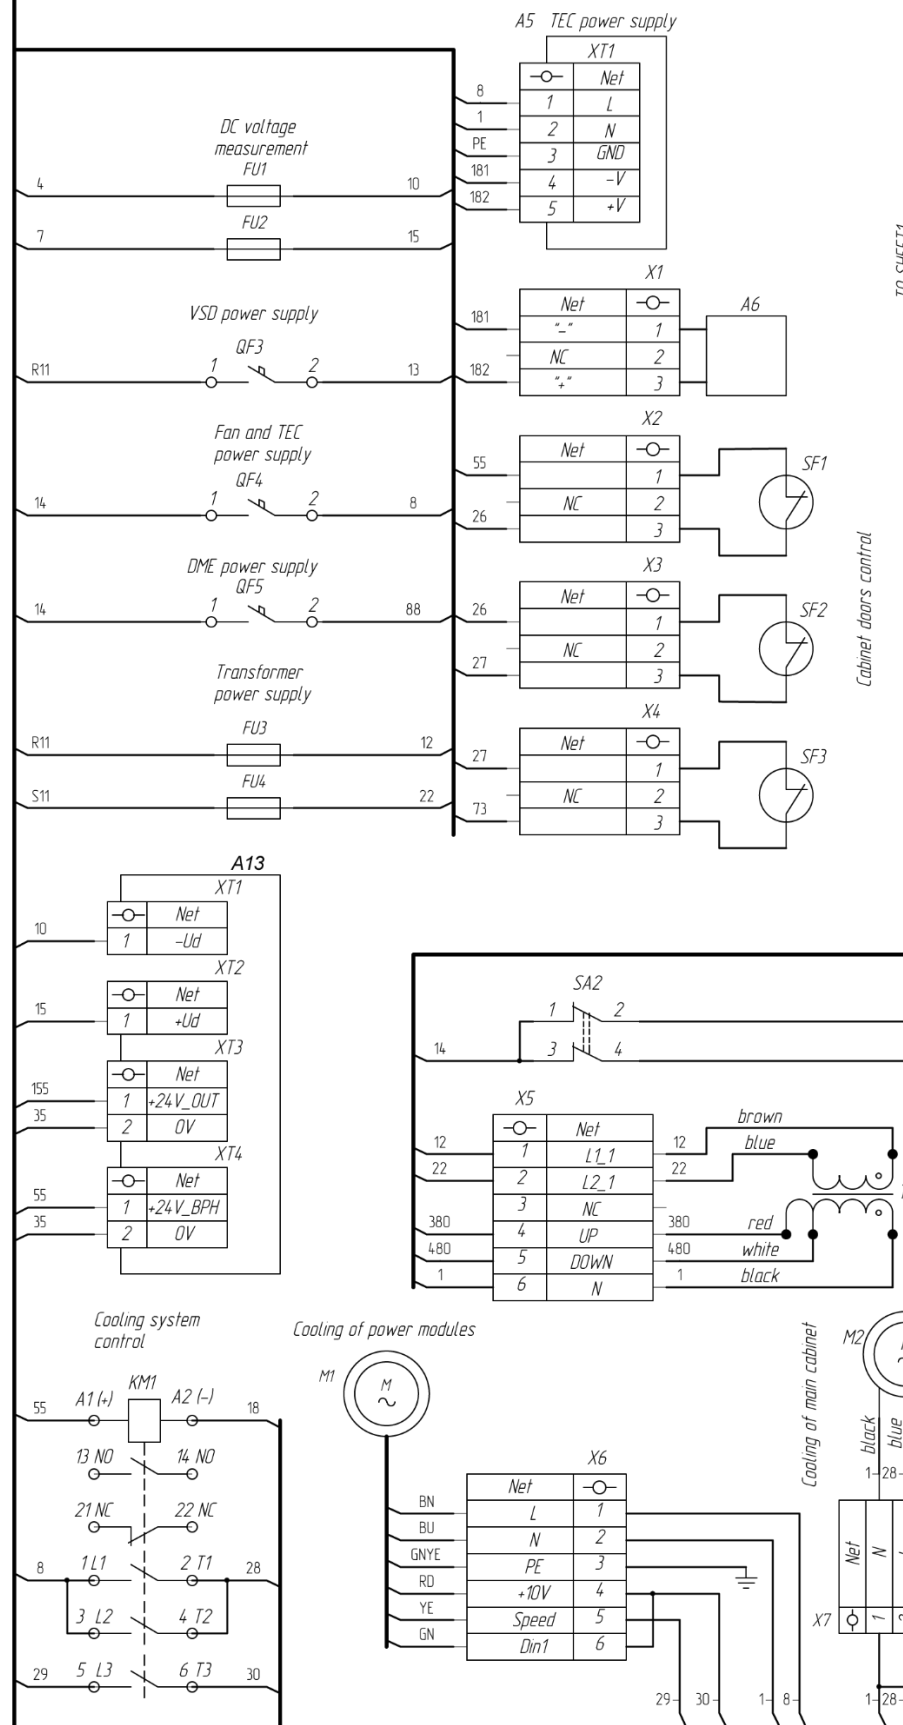 A5 TEC power supply
XT1
Net
8 1 L
1 2 N
PE 3 GND
181 4 -V
182 5 +V
DC voltage
measurement
FU1
4 10
FU2
7 15
TO SHEET1
VSD power supply
QF3
R11 1 2 13
X1
Net A6
181 "-" 1
NC 2
182 "+" 3
Fan and TEC
power supply
QF4
14 1 2 8
X2
Net SF1
55 1
NC 2
26 3
DME power supply
QF5
14 1 2 88
X3
Net SF2
26 1
NC 2
27 3
Cabinet doors control
Transformer
power supply
FU3
R11 12
FU4
S11 22
X4
Net SF3
27 1
NC 2
73 3
A13
XT1
Net
10 1 -Ud
XT2
Net
15 1 +Ud
XT3
Net
155 1 +24V_OUT
35 2 0V
XT4
Net
55 1 +24V_BPH
35 2 0V
SA2
1 2
14 3 4
X5
Net
12 1 L1_1 12 brown
22 2 L2_1 22 blue
3 NC
380 4 UP 380 red
480 5 DOWN 480 white
1 6 N 1 black
Cooling system
control
KM1
55 A1 (+) A2 (-) 18
13 NO 14 NO
21 NC 22 NC
8 1 L1 2 T1 28
3 L2 4 T2
29 5 L3 6 T3 30
Cooling of power modules
M1
M
X6
Net
BN L 1
BU N 2
GNYE PE 3
RD +10V 4
YE Speed 5
GN Din1 6
29 30 1 8
Cooling of main cabinet
M2
black
blue
1 28
Net N
X7 1
1 28